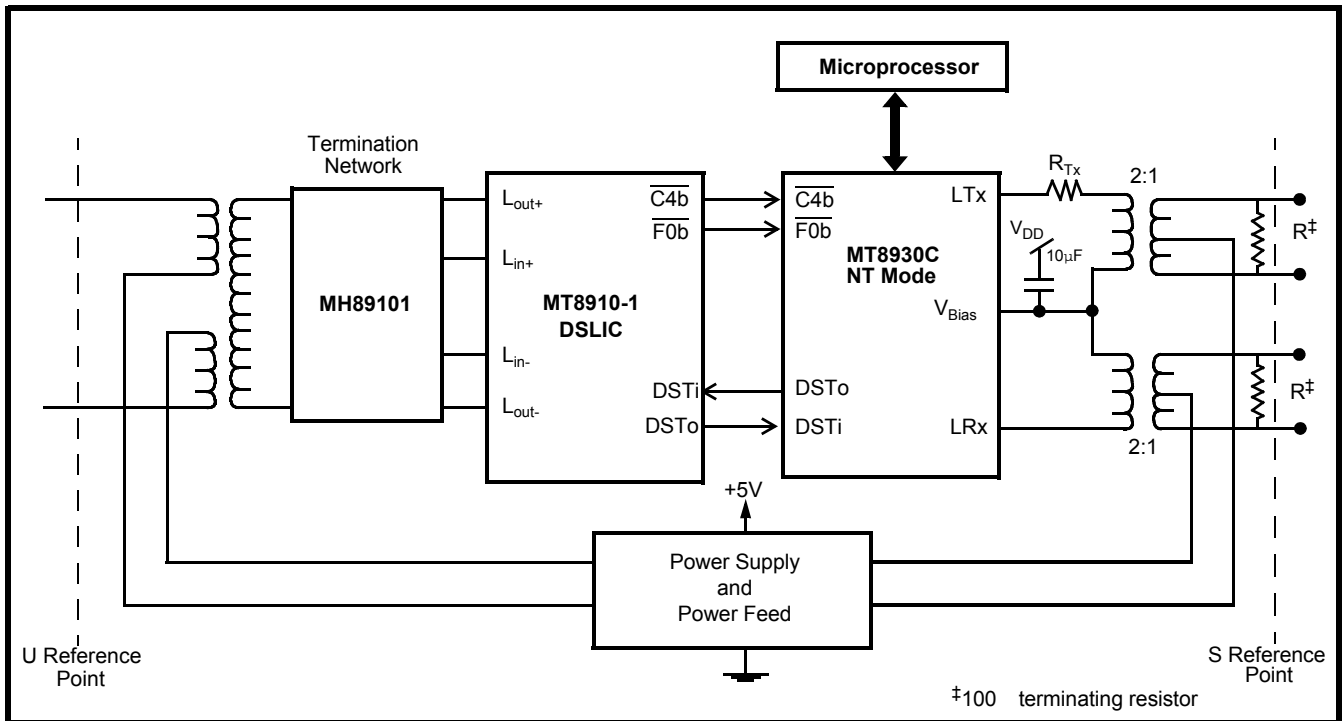 Microprocessor
Termination
Network
MH89101
Lout+
Lin+
Lin-
Lout-
C4b
F0b
MT8910-1
DSLIC
DSTi
DSTo
C4b
F0b
MT8930C
NT Mode
DSTo
DSTi
LTx
VBias
LRx
RTx
VDD
10µF
2:1
2:1
R‡
R‡
+5V
Power Supply
and
Power Feed
U Reference
Point
S Reference
Point
‡100 terminating resistor